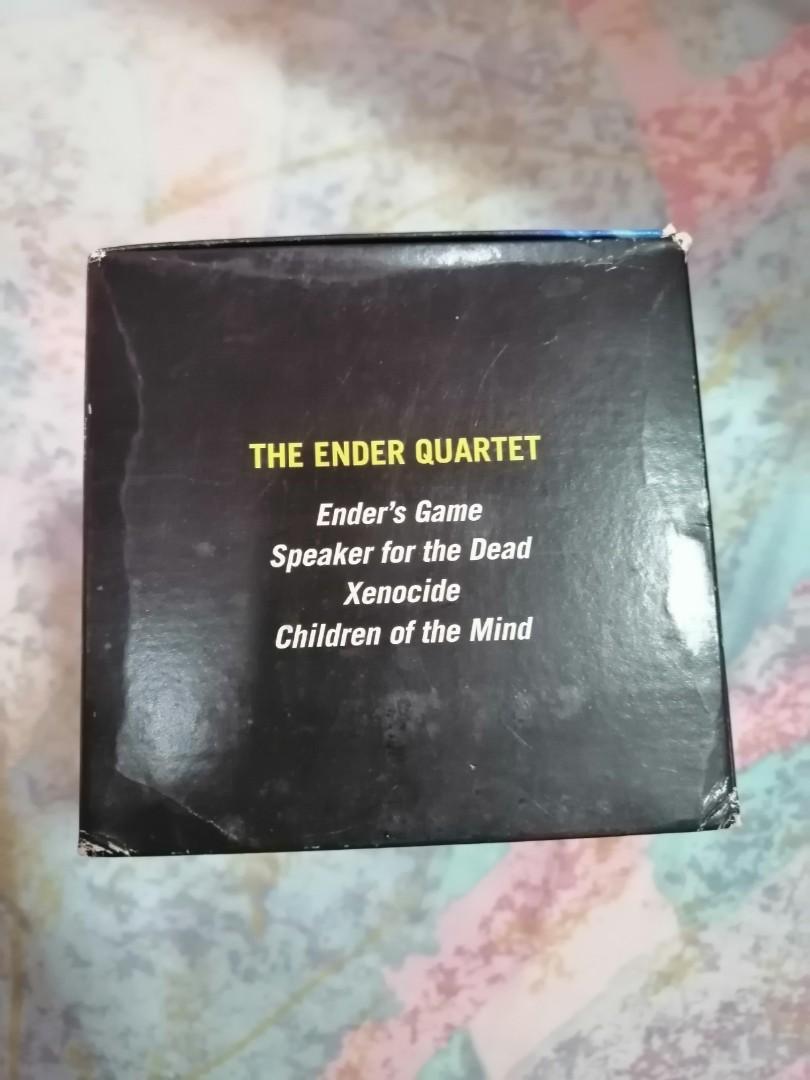 THE ENDER QUARTET
Ender's Game
Speaker for the Dead
Xenocide
Children of the Mind